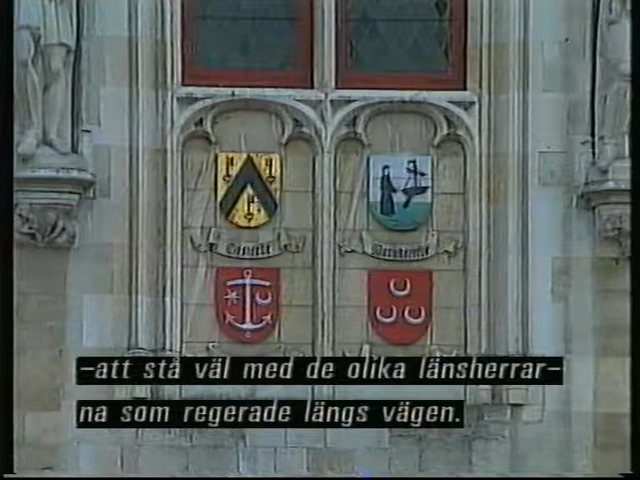 –att stå väl med de olika länsherrar–
na som regerade längs vägen.